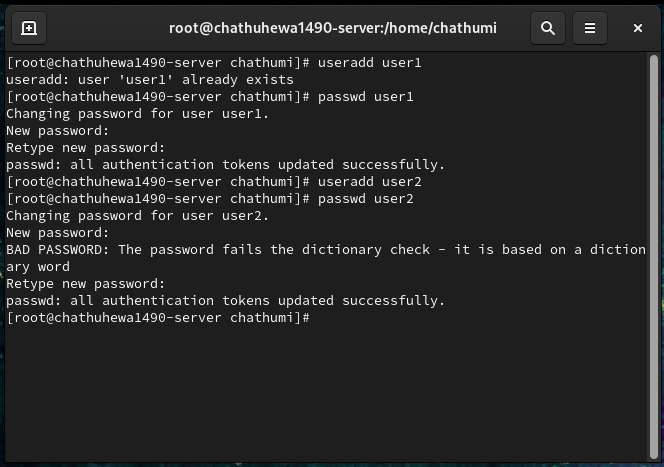 root@chathuhewa1490-server:/home/chathumi
[root@chathuhewa1490-server chathumi]# useradd user1
useradd: user 'user1' already exists
[root@chathuhewa1490-server chathumi]# passwd user1
Changing password for user user1.
New password:
Retype new password:
passwd: all authentication tokens updated successfully.
[root@chathuhewa1490-server chathumi]# useradd user2
[root@chathuhewa1490-server chathumi]# passwd user2
Changing password for user user2.
New password:
BAD PASSWORD: The password fails the dictionary check - it is based on a diction
ary word
Retype new password:
passwd: all authentication tokens updated successfully.
[root@chathuhewa1490-server chathumi]#